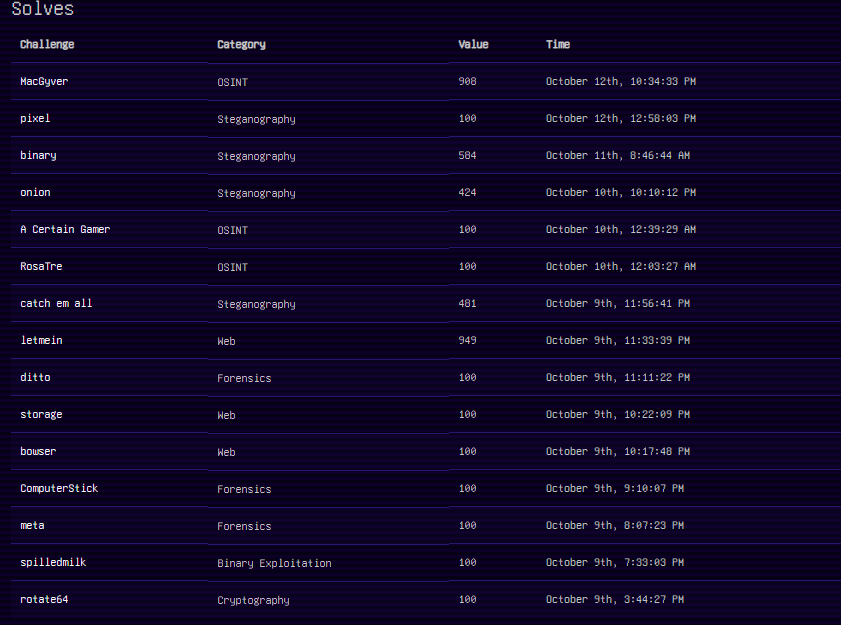 Solves
Challenge Category Value Time
MacGyver OSINT 908 October 12th, 10:34:33 PM
pixel Steganography 100 October 12th, 12:58:03 PM
binary Steganography 584 October 11th, 8:46:44 AM
onion Steganography 424 October 10th, 10:10:12 PM
A Certain Gamer OSINT 100 October 10th, 12:39:29 AM
RosaTre OSINT 100 October 10th, 12:03:27 AM
catch em all Steganography 481 October 9th, 11:56:41 PM
letmein Web 949 October 9th, 11:33:39 PM
ditto Forensics 100 October 9th, 11:11:22 PM
storage Web 100 October 9th, 10:22:09 PM
bowser Web 100 October 9th, 10:17:48 PM
ComputerStick Forensics 100 October 9th, 9:10:07 PM
meta Forensics 100 October 9th, 8:07:23 PM
spilledmilk Binary Exploitation 100 October 9th, 7:33:03 PM
rotate64 Cryptography 100 October 9th, 3:44:27 PM